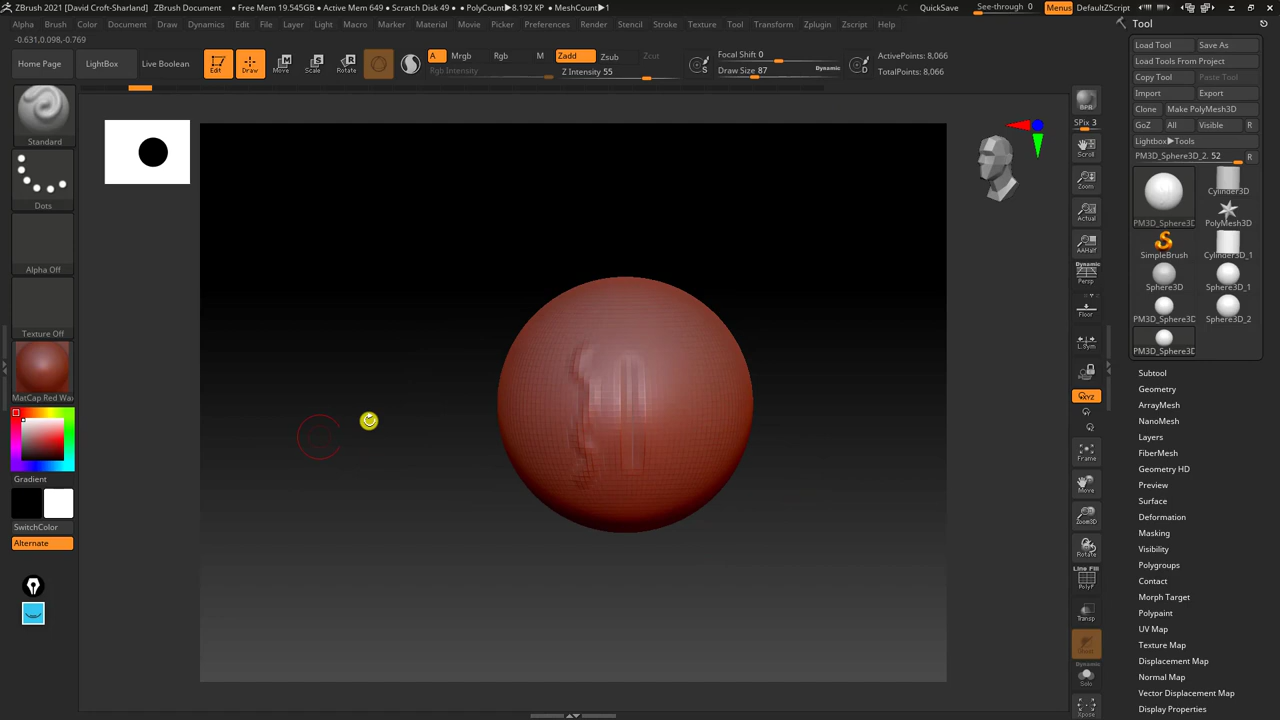 ZBrush 2021 [David Croft-Sharland] ZBrush Document • Free Mem 19.545GB • Active Mem 649 • Scratch Disk 49 • PolyCount▶8.192 KP • MeshCount▶1 AC QuickSave See-through 0 Menus DefaultZScript
Alpha Brush Color Document Draw Dynamics Edit File Layer Light Macro Marker Material Movie Picker Preferences Render Stencil Stroke Texture Tool Transform Zplugin Zscript Help
-0.631,0.098,-0.769
Home Page LightBox Live Boolean Edit Draw Move Scale Rotate
A Mrgb Rgb M Zadd Zsub Zcut
Rgb Intensity Z Intensity 55
Focal Shift 0
Draw Size 87 Dynamic
S
D
ActivePoints: 8,066
TotalPoints: 8,066
Standard
Dots
Alpha Off
Texture Off
MatCap Red Wax
Gradient
SwitchColor
Alternate
BPR
SPix 3
Scroll
Zoom
Actual
AAHalf
Dynamic
Persp
Floor
L.Sym
XYZ
Frame
Move
Zoom3D
Rotate
Line Fill
PolyF
Transp
Dynamic
Solo
Xpose
Tool
Load Tool Save As
Load Tools From Project
Copy Tool Paste Tool
Import Export
Clone Make PolyMesh3D
GoZ All Visible R
Lightbox▶Tools
PM3D_Sphere3D_2. 52 R
PM3D_Sphere3D Cylinder3D
PolyMesh3D
SimpleBrush Cylinder3D_1
Sphere3D Sphere3D_1
PM3D_Sphere3D Sphere3D_2
PM3D_Sphere3D
Subtool
Geometry
ArrayMesh
NanoMesh
Layers
FiberMesh
Geometry HD
Preview
Surface
Deformation
Masking
Visibility
Polygroups
Contact
Morph Target
Polypaint
UV Map
Texture Map
Displacement Map
Normal Map
Vector Displacement Map
Display Properties